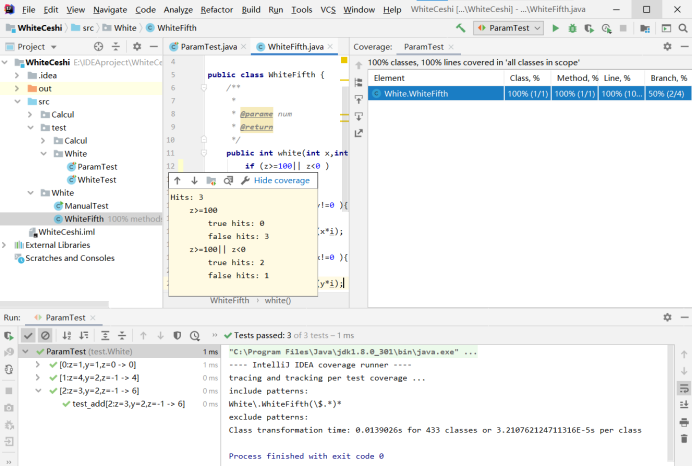 File Edit View Navigate Code Analyze Refactor Build Run Tools VCS Window Help WhiteCeshi [...\WhiteCeshi] - ...\WhiteFifth.java
WhiteCeshi › src › White › WhiteFifth
ParamTest
Project
WhiteCeshi E:\IDEAproject\WhiteCe
.idea
out
src
Calcul
test
Calcul
White
ParamTest
WhiteTest
White
ManualTest
WhiteFifth 100% methods
WhiteCeshi.iml
External Libraries
Scratches and Consoles
ParamTest.java
WhiteFifth.java
4
5 public class WhiteFifth {
6 /**
7 *
8 * @parame num
9 * @return
10 */
11 public int white(int x,int
12 if (z>=100|| z<0 )
y!=0 ){
(x*i);
x!=0 ){
(y*i);
Hide coverage
Hits: 3
z>=100
true hits: 0
false hits: 3
z>=100|| z<0
true hits: 2
false hits: 1
WhiteFifth › white()
Coverage: ParamTest
100% classes, 100% lines covered in 'all classes in scope'
Element Class, % Method, % Line, % Branch, %
White.WhiteFifth 100% (1/1) 100% (1/1) 100% (10... 50% (2/4)
Run: ParamTest
Tests passed: 3 of 3 tests – 1 ms
ParamTest (test.White) 1 ms
[0:z=1,y=1,z=0 -> 0] 1 ms
[1:z=4,y=2,z=-1 -> 4] 0 ms
[2:z=3,y=2,z=-1 -> 6] 0 ms
test_add[2:z=3,y=2,z=-1 -> 6] 0 ms
"C:\Program Files\Java\jdk1.8.0_301\bin\java.exe" ...
---- IntelliJ IDEA coverage runner ----
tracing and tracking per test coverage ...
include patterns:
White\.WhiteFifth(\$.*)*
exclude patterns:
Class transformation time: 0.0139026s for 433 classes or 3.210762124711316E-5s per class
Process finished with exit code 0